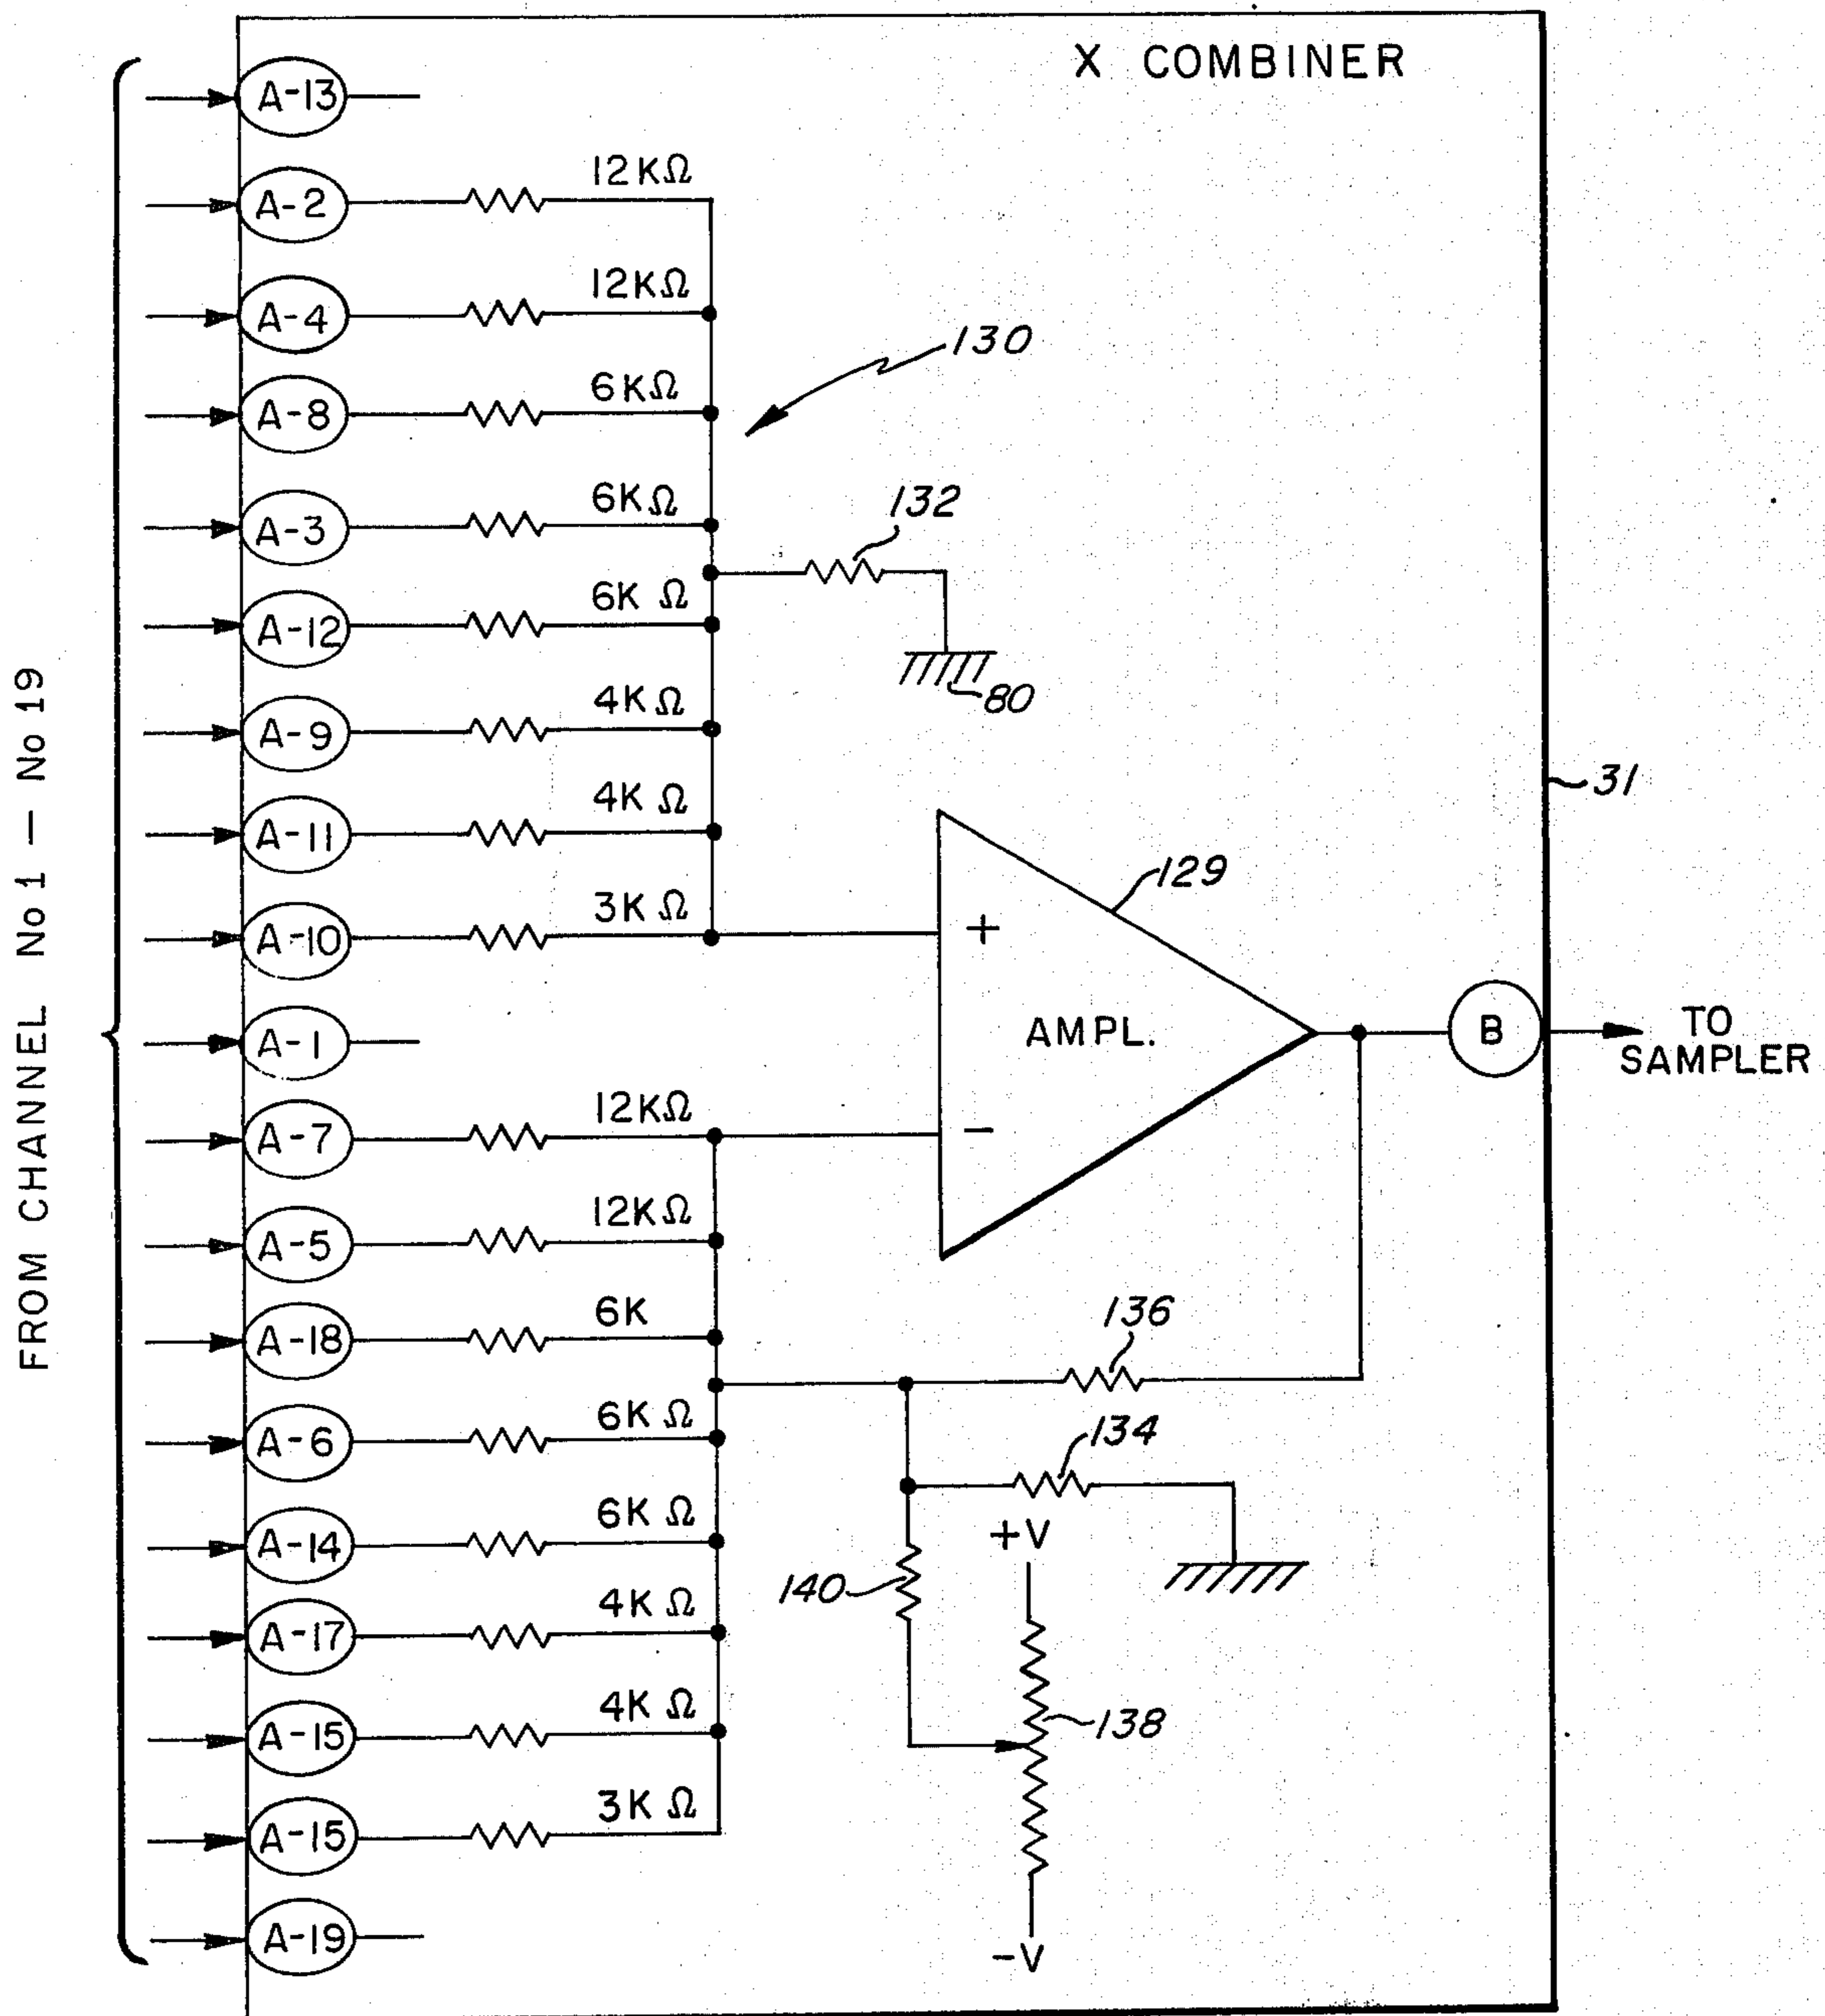 X COMBINER
FROM CHANNEL No 1 — No 19
A-13
A-2
12KΩ
A-4
12KΩ
130
A-8
6KΩ
A-3
6KΩ
132
A-12
6K Ω
80
A-9
4K Ω
31
A-11
4K Ω
129
A-10
3K Ω
+
A-1
AMPL.
B
TO
SAMPLER
A-7
12KΩ
−
A-5
12KΩ
A-18
6K
136
A-6
6K Ω
134
A-14
6K Ω
+V
140
A-17
4K Ω
A-15
4K Ω
138
A-15
3K Ω
A-19
−V